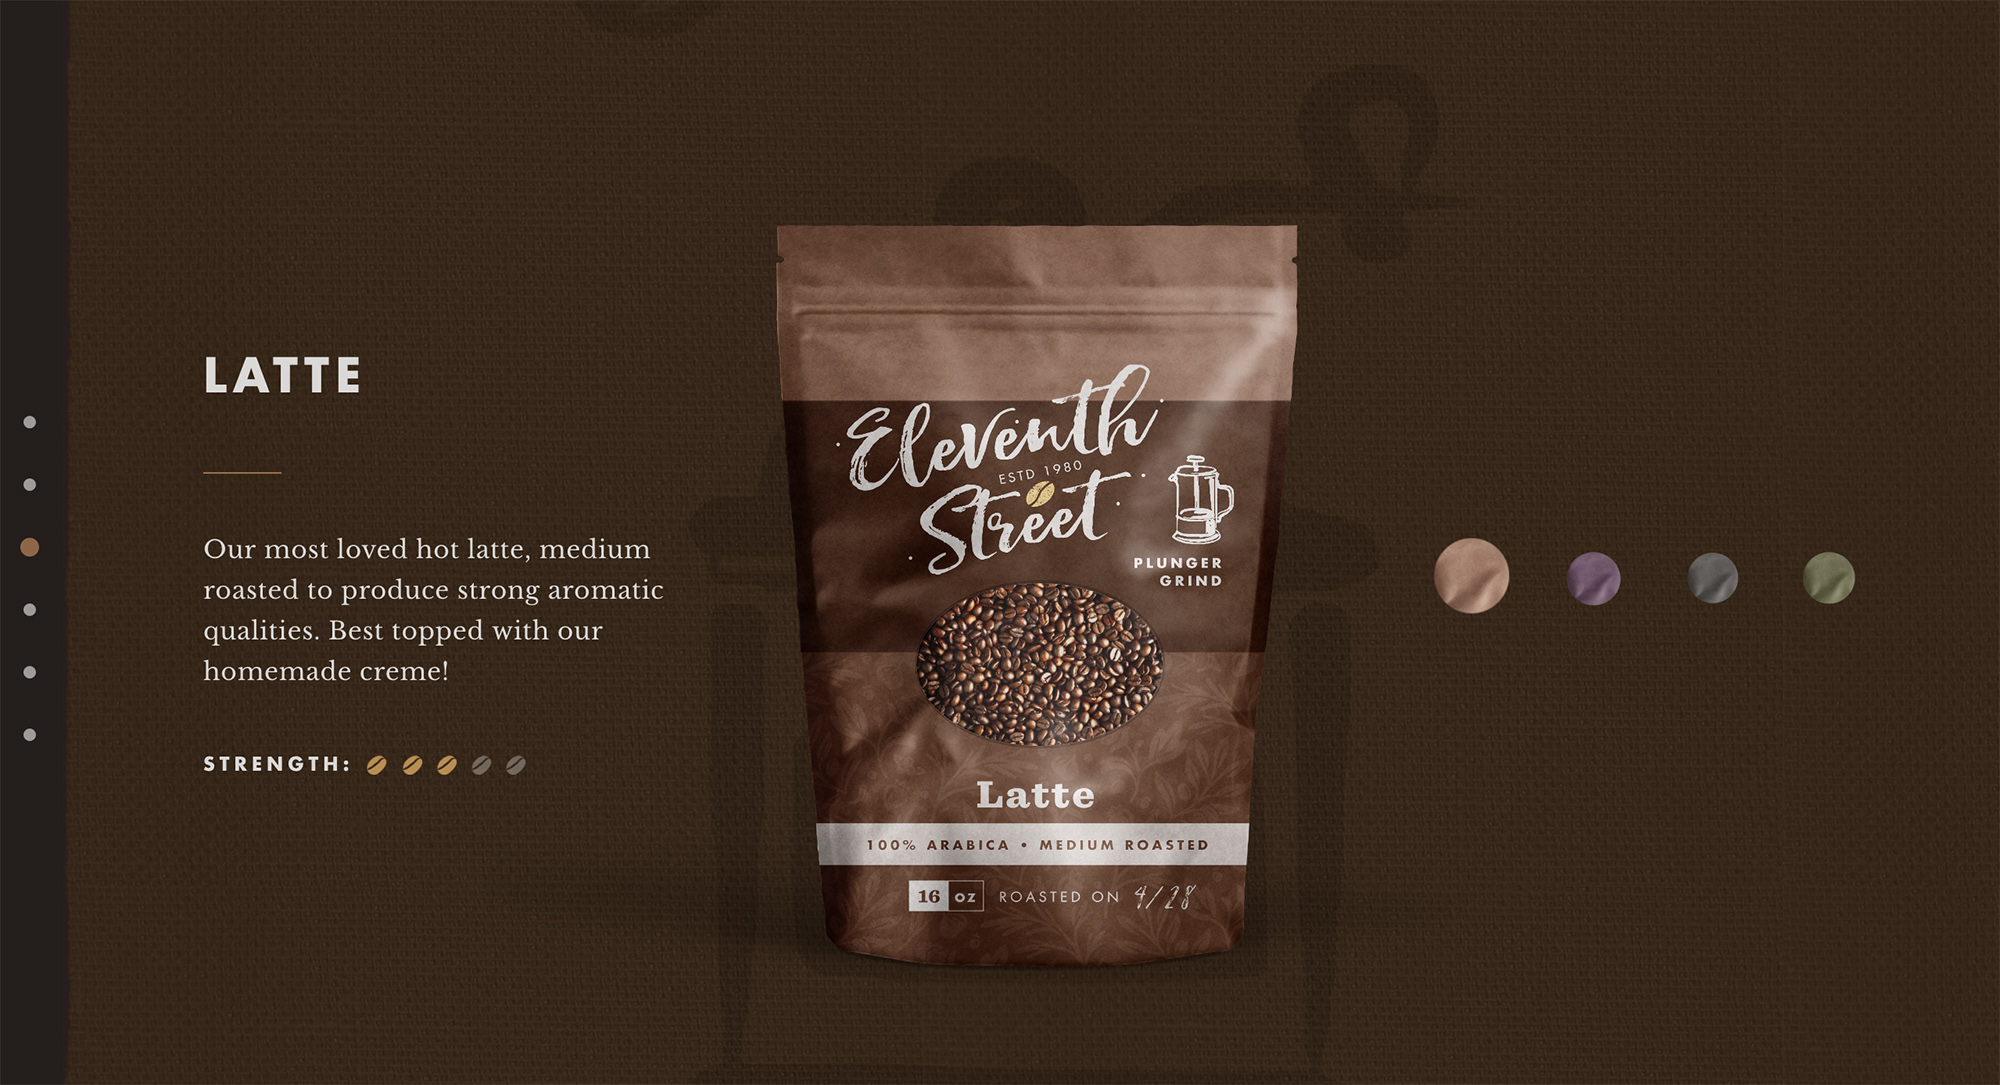 LATTE
Our most loved hot latte, medium
roasted to produce strong aromatic
qualities. Best topped with our
homemade creme!
STRENGTH:
Eleventh
ESTD 1980
Street
PLUNGER
GRIND
Latte
100% ARABICA • MEDIUM ROASTED
16 OZ ROASTED ON 4/28